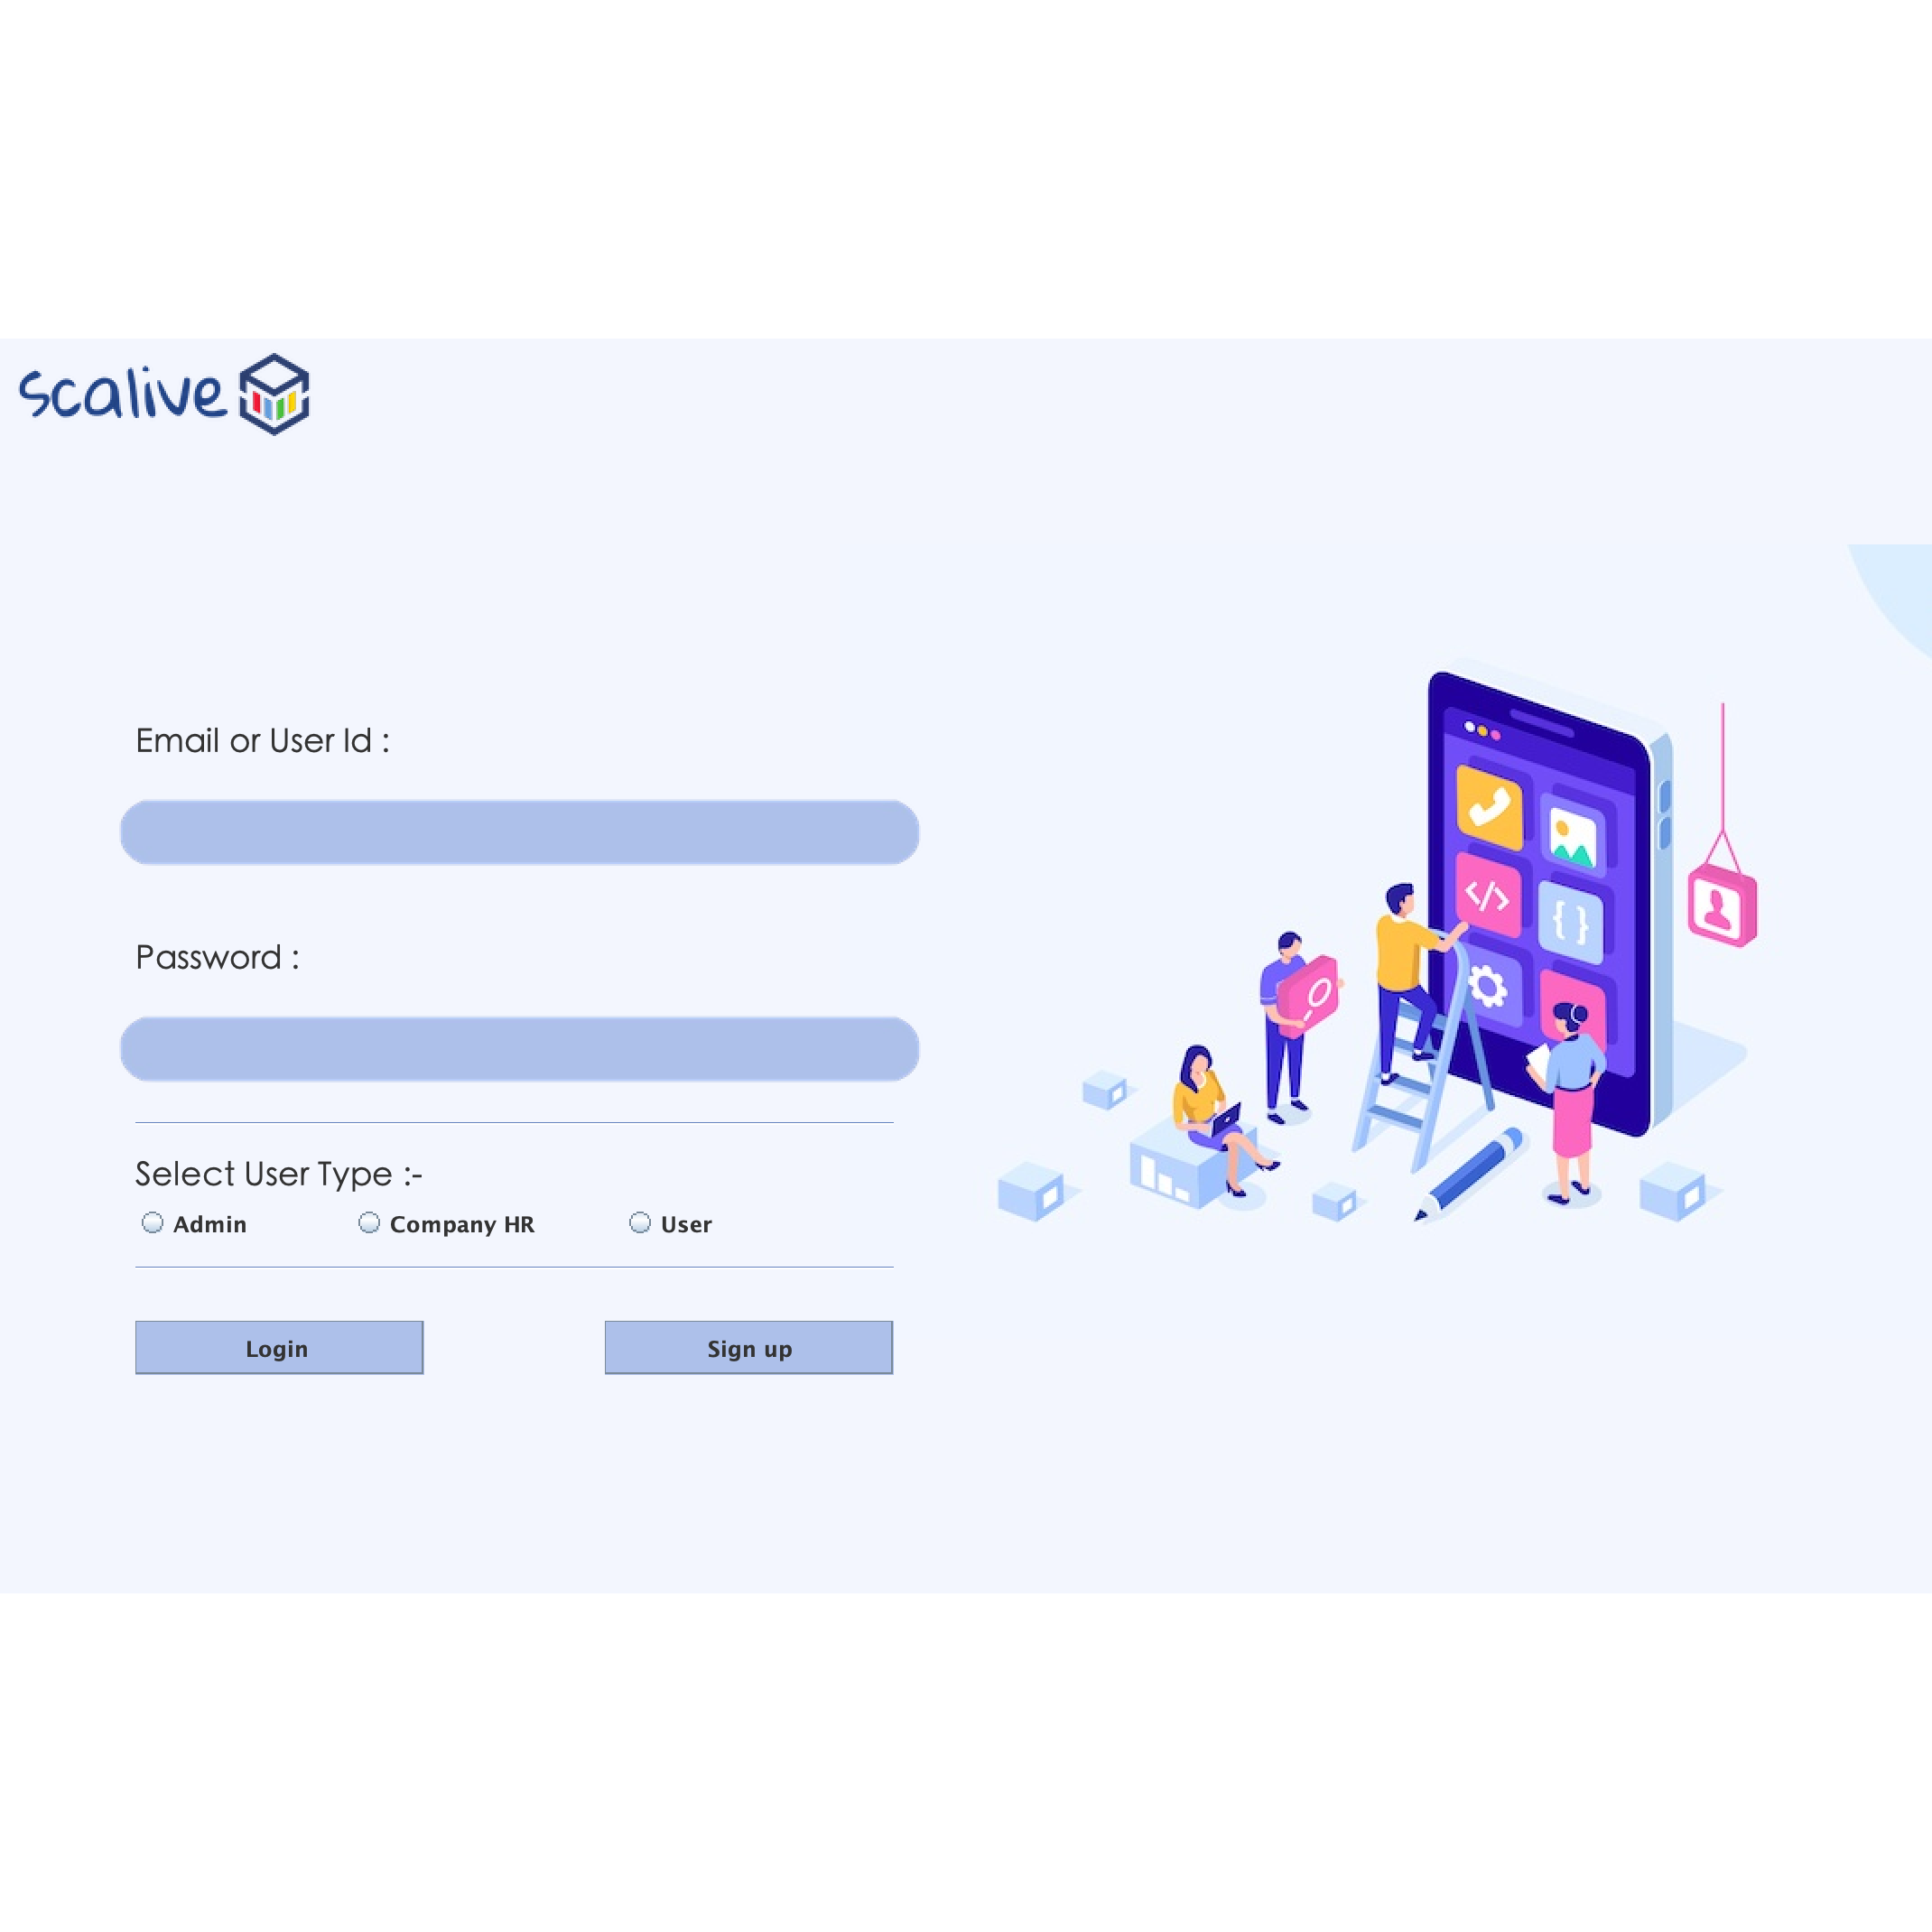 scalive
Email or User Id :
Password :
Select User Type :-
Admin Company HR User
Login Sign up